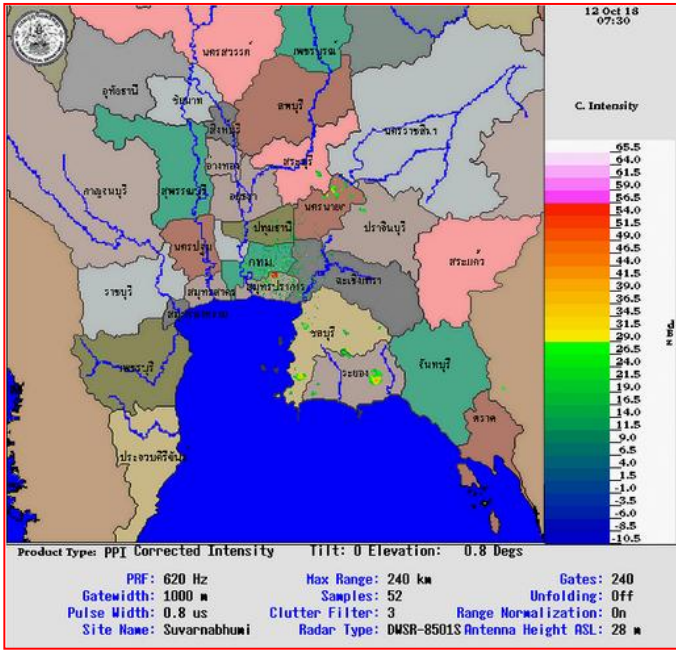 12 Oct 18
07:30
C. Intensity
65.5
64.0
61.5
59.0
56.5
54.0
51.5
49.0
46.5
44.0
41.5
39.0
36.5
34.0
31.5
29.0
26.5
24.0
21.5
19.0
16.5
14.0
11.5
9.0
6.5
4.0
1.5
-1.0
-3.5
-6.0
-8.5
-10.5
นครสวรรค์
เพชรบูรณ์
อุทัยธานี
ชัยนาท
ลพบุรี
สิงห์บุรี
นครราชสีมา
อ่างทอง
สระบุรี
กาญจนบุรี
สุพรรณบุรี
อยุธยา
นครนายก
ปราจีนบุรี
ปทุมธานี
นครปฐม
สระแก้ว
กทม.
ฉะเชิงเทรา
ราชบุรี
สมุทรสาคร
สมุทรปราการ
ชลบุรี
เพชรบุรี
ระยอง
จันทบุรี
ตราด
ประจวบคีรีขันธ์
Product Type: PPI Corrected Intensity Tilt: 0 Elevation: 0.8 Degs
PRF: 620 Hz Max Range: 240 km Gates: 240
Gatewidth: 1000 m Samples: 52 Unfolding: Off
Pulse Width: 0.8 us Clutter Filter: 3 Range Normalization: On
Site Name: Suvarnabhumi Radar Type: DWSR-8501S Antenna Height ASL: 28 m